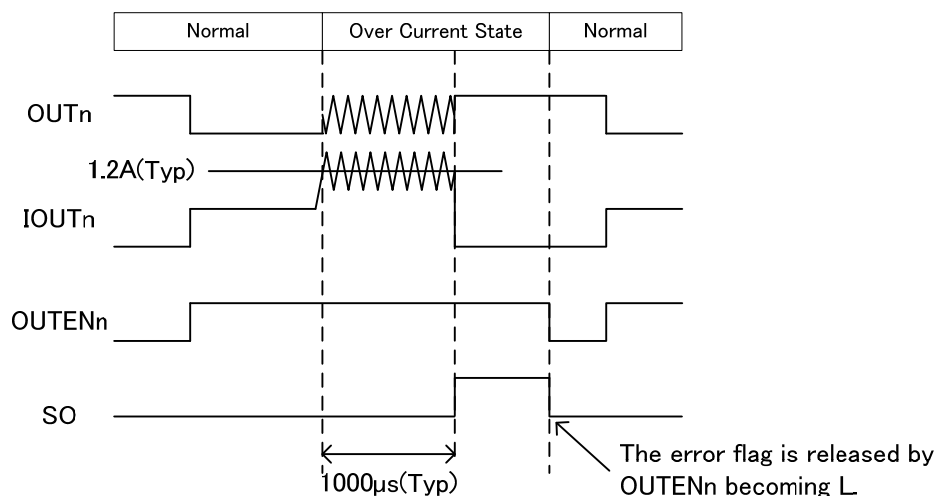 Normal
Over Current State
Normal
OUTn
1.2A(Typ)
IOUTn
OUTENn
SO
1000μs(Typ)
The error flag is released by
OUTENn becoming L.